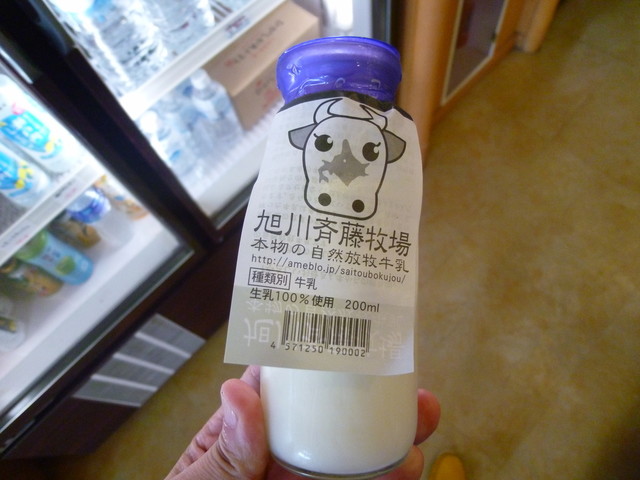 旭川斉藤牧場
本物の自然放牧牛乳
http://ameblo.jp/saitoubokujou/
種類別 牛乳
生乳100%使用 200ml
4 571250 190002